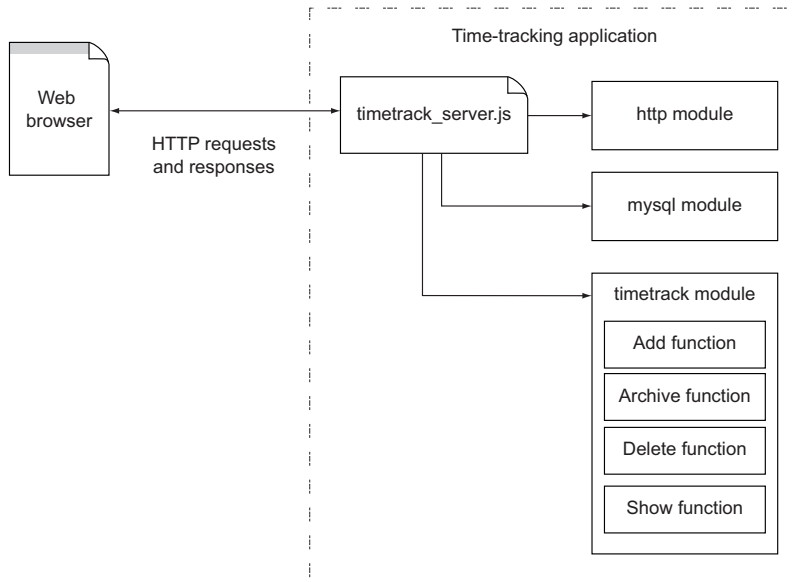 Time-tracking application
Web
browser
HTTP requests
and responses
timetrack_server.js
http module
mysql module
timetrack module
Add function
Archive function
Delete function
Show function